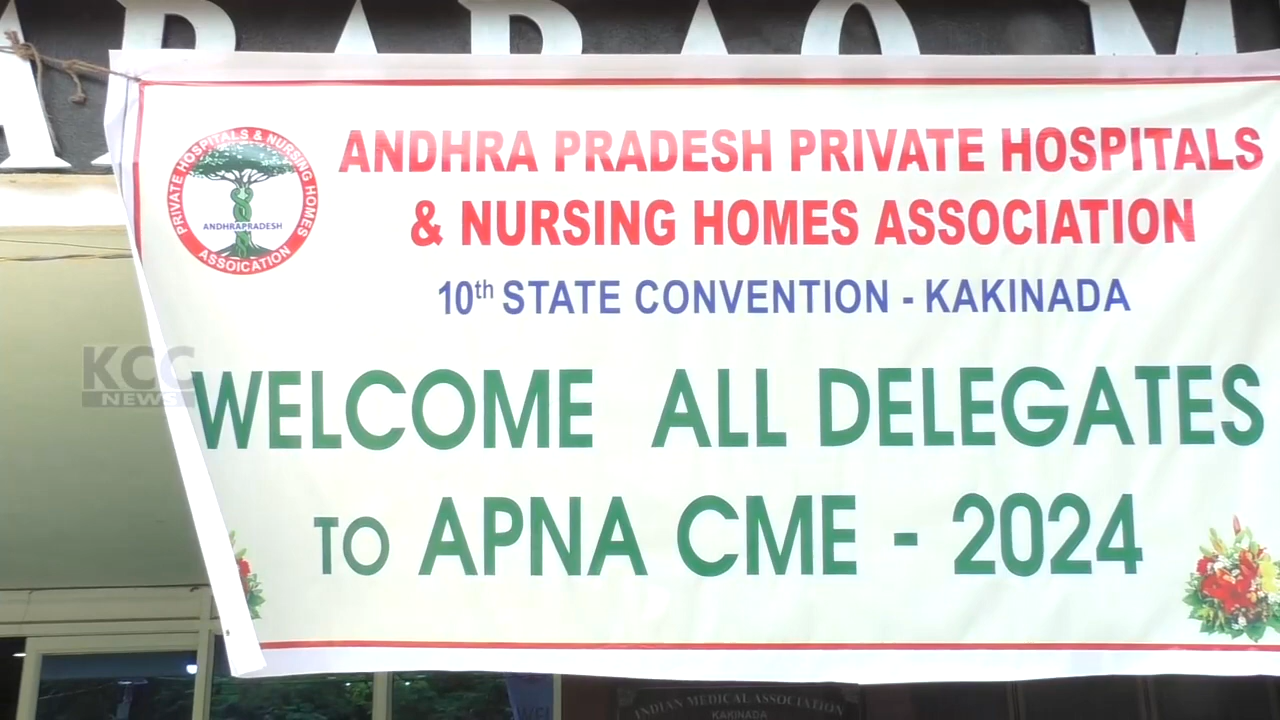 ANDHRA PRADESH PRIVATE HOSPITALS
& NURSING HOMES ASSOCIATION
10th STATE CONVENTION - KAKINADA
WELCOME ALL DELEGATES
TO APNA CME - 2024
PRIVATE HOSPITALS & NURSING HOMES
ANDHRAPRADESH
ASSOICATION
KCC NEWS
INDIAN MEDICAL ASSOCIATION
KAKINADA